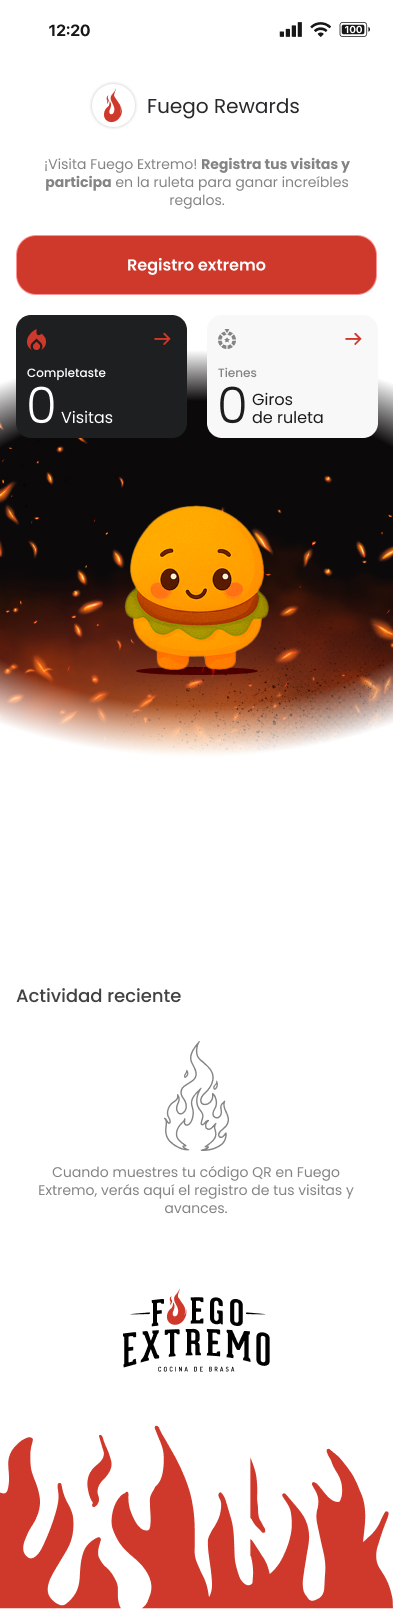 12:20
100
Fuego Rewards
¡Visita Fuego Extremo! Registra tus visitas y
participa en la ruleta para ganar increíbles
regalos.
Registro extremo
Completaste
0 Visitas
Tienes
0 Giros
de ruleta
Actividad reciente
Cuando muestres tu código QR en Fuego
Extremo, verás aquí el registro de tus visitas y
avances.
FUEGO
EXTREMO
COCINA DE BRASA